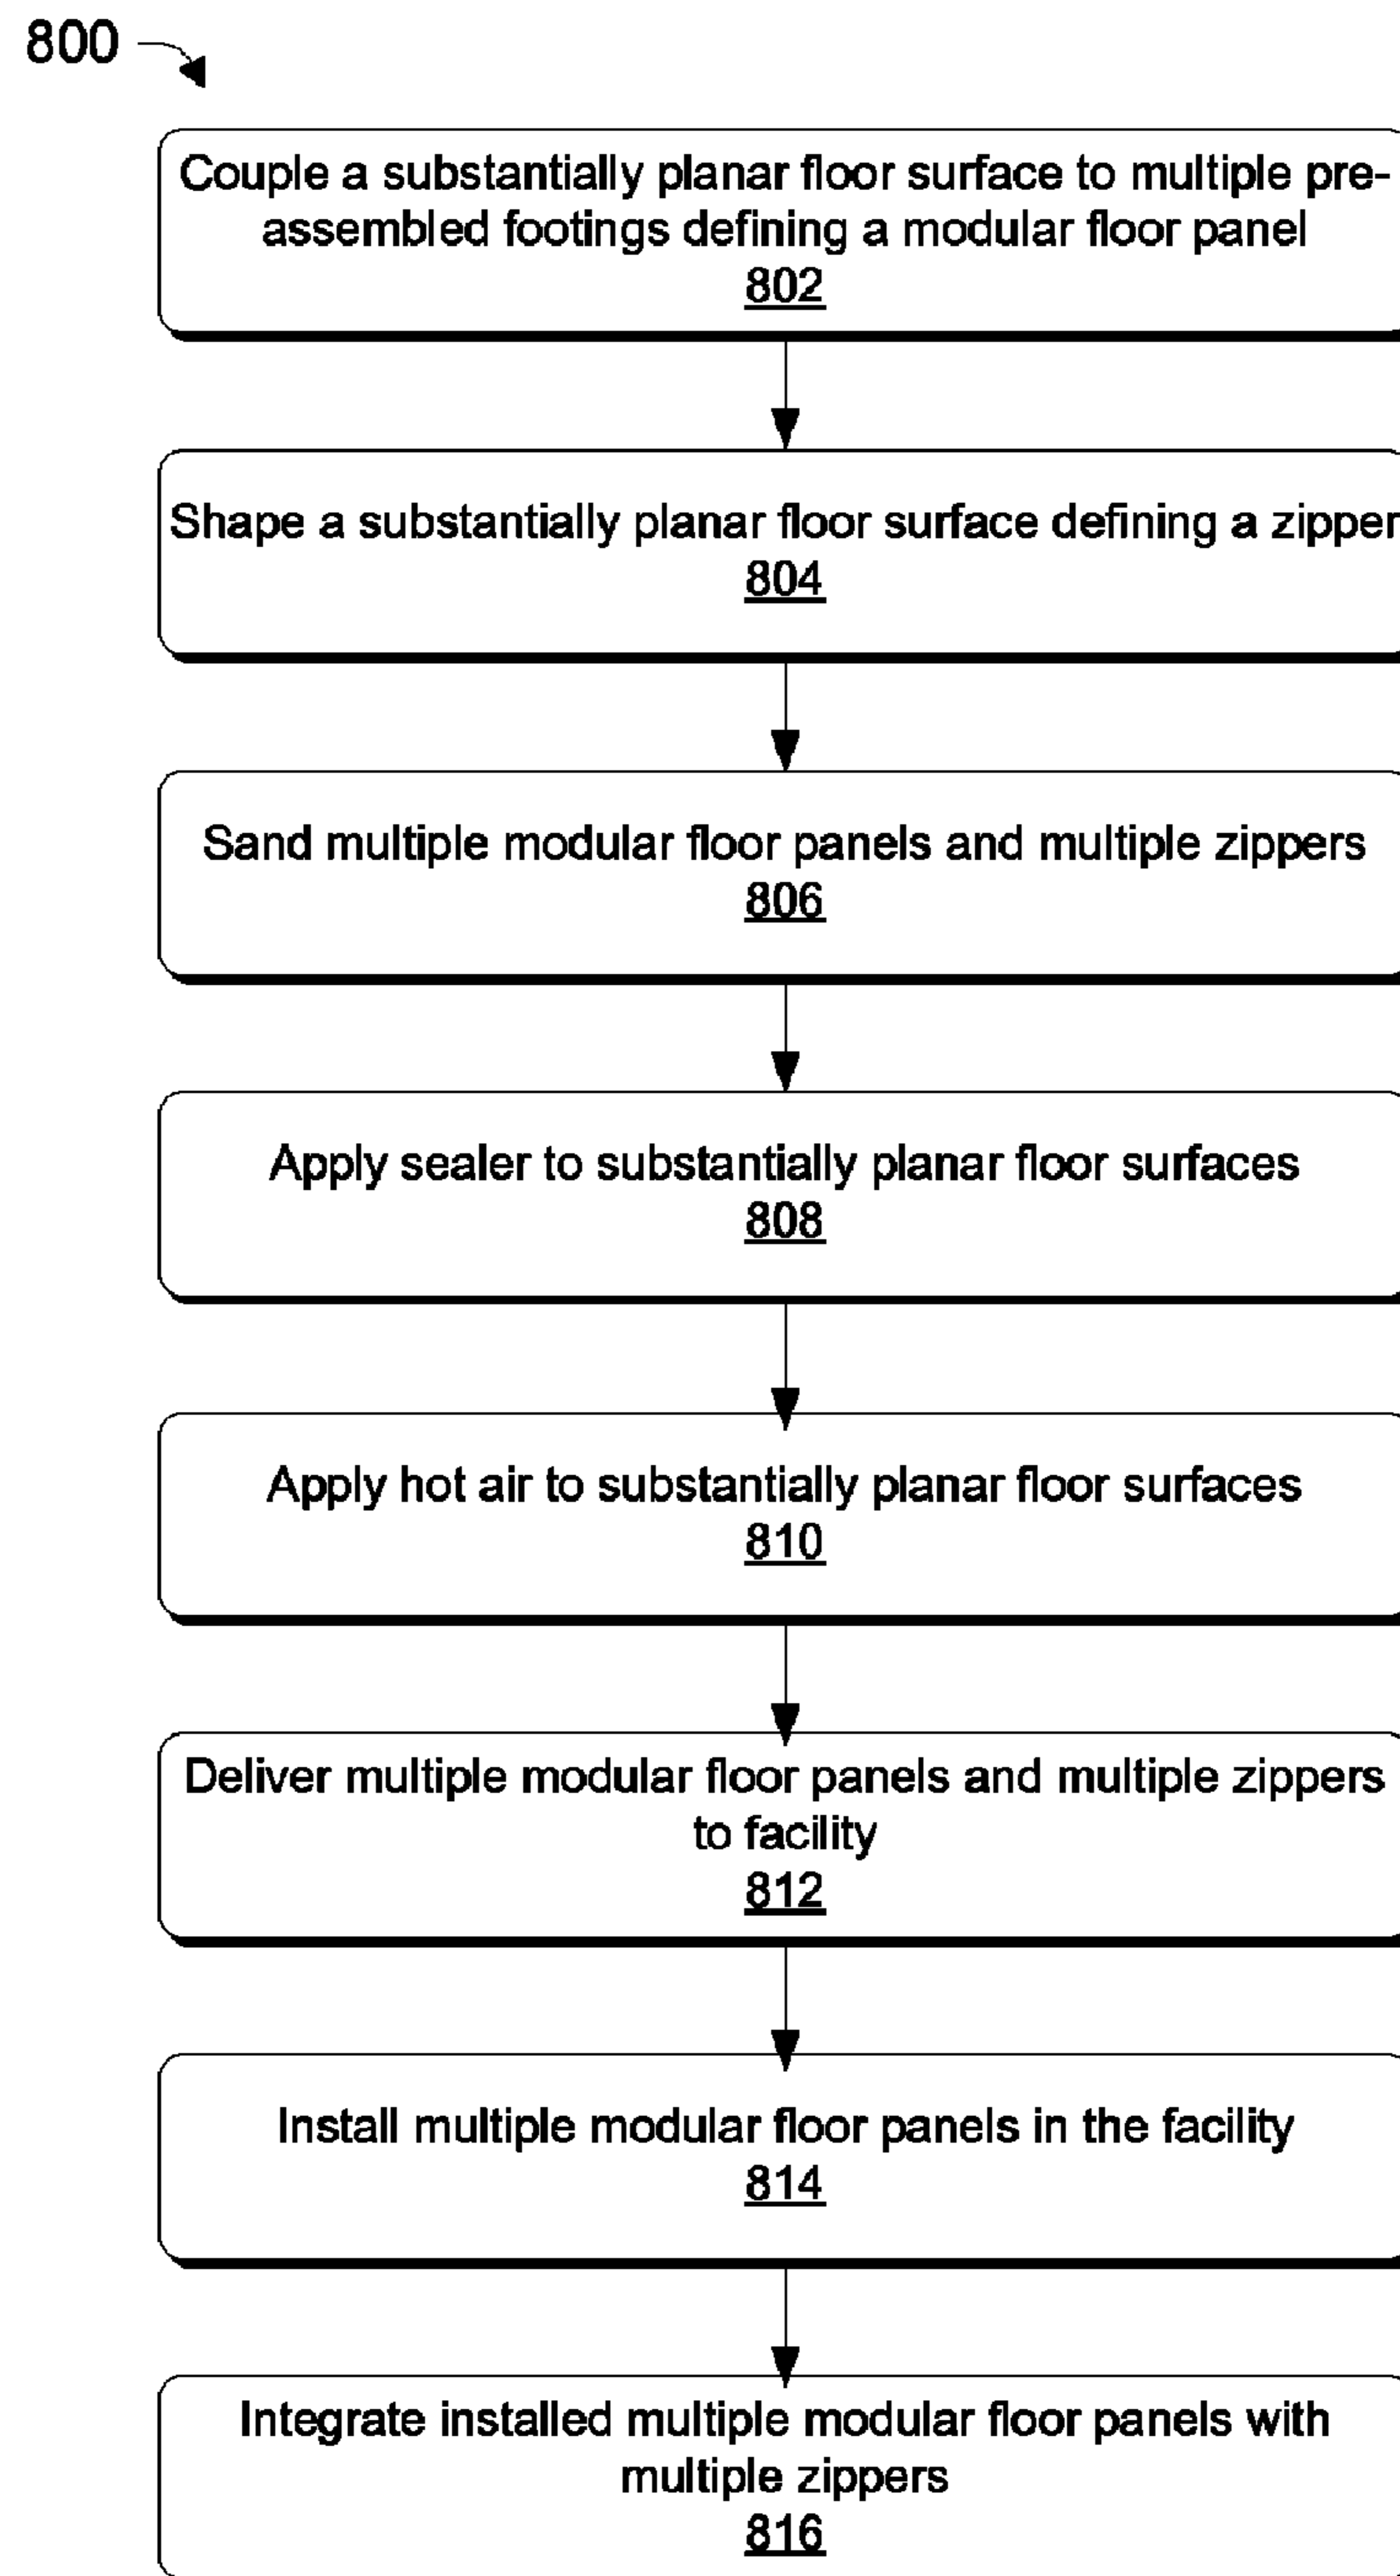 800
Couple a substantially planar floor surface to multiple pre-
assembled footings defining a modular floor panel
802
Shape a substantially planar floor surface defining a zipper
804
Sand multiple modular floor panels and multiple zippers
806
Apply sealer to substantially planar floor surfaces
808
Apply hot air to substantially planar floor surfaces
810
Deliver multiple modular floor panels and multiple zippers
to facility
812
Install multiple modular floor panels in the facility
814
Integrate installed multiple modular floor panels with
multiple zippers
816